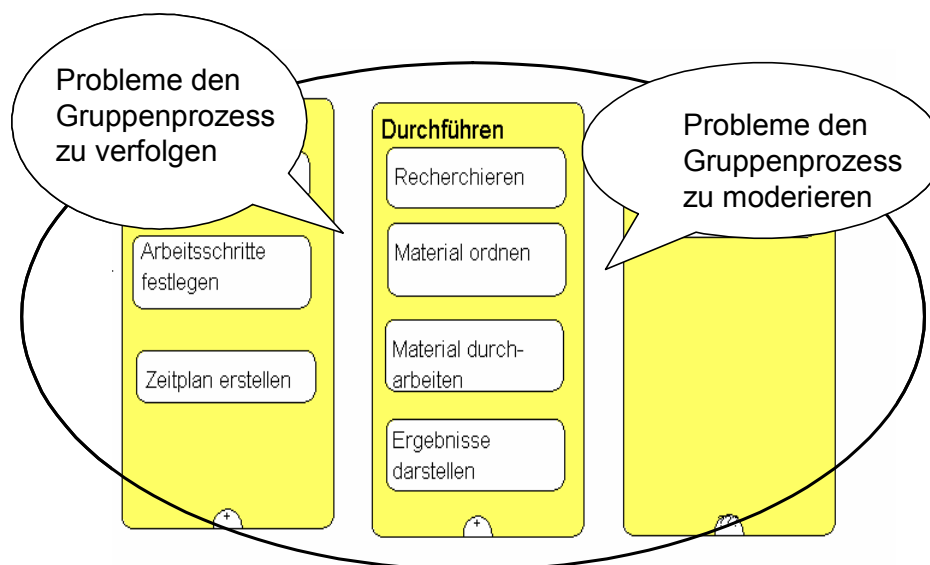 Probleme den
Gruppenprozess
zu verfolgen
Probleme den
Gruppenprozess
zu moderieren
Arbeitsschritte
festlegen
Zeitplan erstellen
+
Durchführen
Recherchieren
Material ordnen
Material durch-
arbeiten
Ergebnisse
darstellen
+